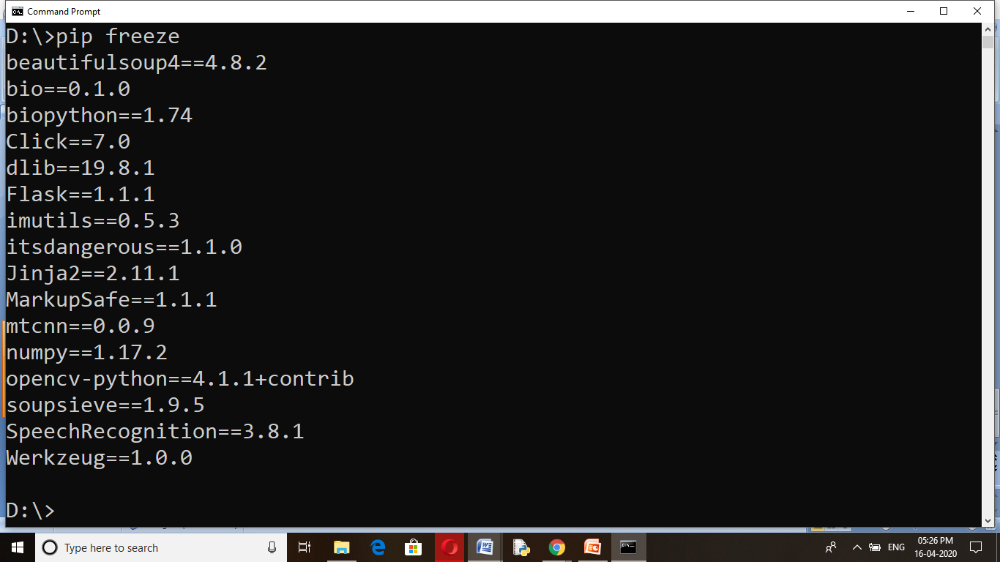 Command Prompt
D:\>pip freeze
beautifulsoup4==4.8.2
bio==0.1.0
biopython==1.74
Click==7.0
dlib==19.8.1
Flask==1.1.1
imutils==0.5.3
itsdangerous==1.1.0
Jinja2==2.11.1
MarkupSafe==1.1.1
mtcnn==0.0.9
numpy==1.17.2
opencv-python==4.1.1+contrib
soupsieve==1.9.5
SpeechRecognition==3.8.1
Werkzeug==1.0.0
D:\>
Type here to search
ENG
05:26 PM
16-04-2020